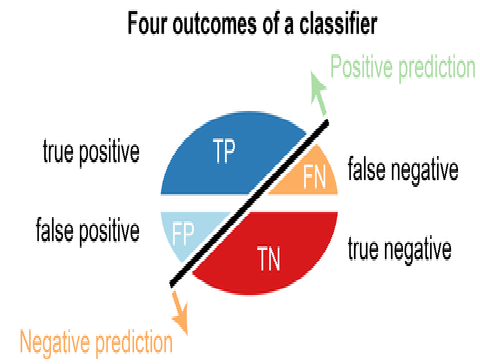 Four outcomes of a classifier
Positive prediction
true positive
TP
FN
false negative
false positive
FP
TN
true negative
Negative prediction